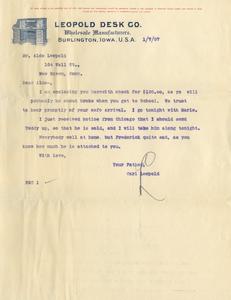 LEOPOLD DESK CO.
Wholesale Manufacturers.
BURLINGTON, IOWA, U.S.A.
1/7/07
Mr. Aldo Leopold
104 Wall St.,
New Haven, Conn.
Dear Aldo:-
I am enclosing you herewith check for $120.00, as you will
probably be about broke when you get to School. We trust
to hear promptly of your safe arrival. I go tonight with Marie.
I just received notice from Chicago that I should send
Teddy up, so that he is said, and I will take him along tonight.
Everybody well at home, but Frederick quite sad, as you
know how much he is attached to you.
With love,
Your Father,
Carl Leopold